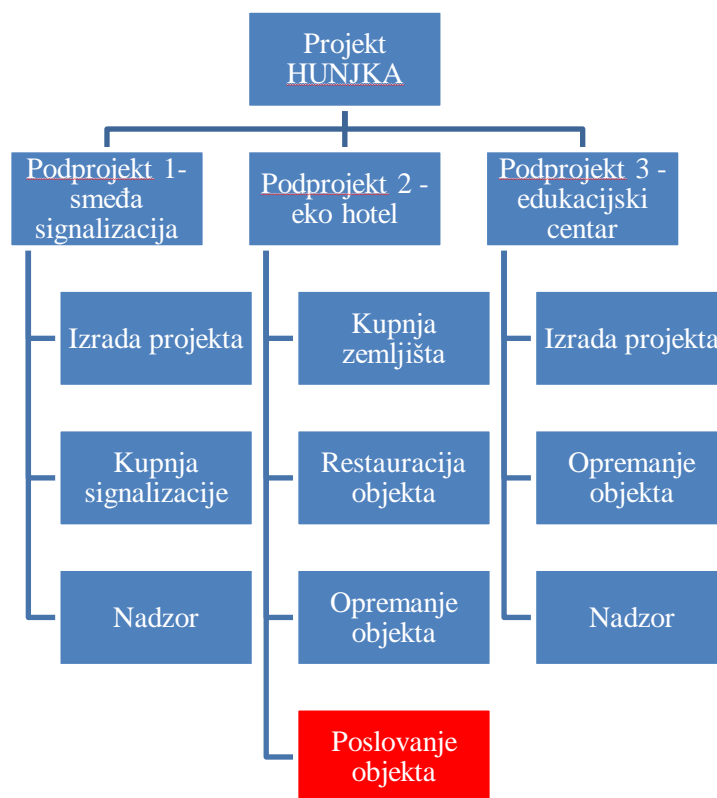 Projekt
HUNJKA
Podprojekt 1-
smeđa
signalizacija
Izrada projekta
Kupnja
signalizacije
Nadzor
Podprojekt 2 -
eko hotel
Kupnja
zemljišta
Restauracija
objekta
Opremanje
objekta
Poslovanje
objekta
Podprojekt 3 -
edukacijski
centar
Izrada projekta
Opremanje
objekta
Nadzor